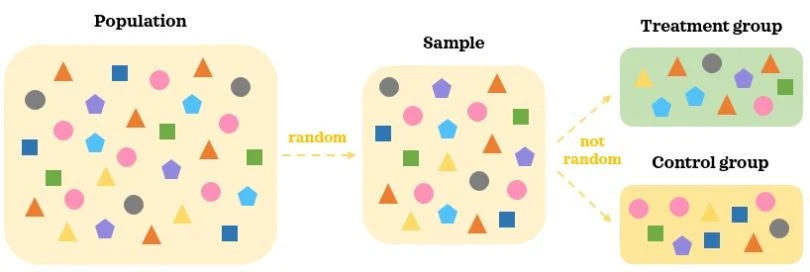 Population
Sample
Treatment group
random
not
random
Control group